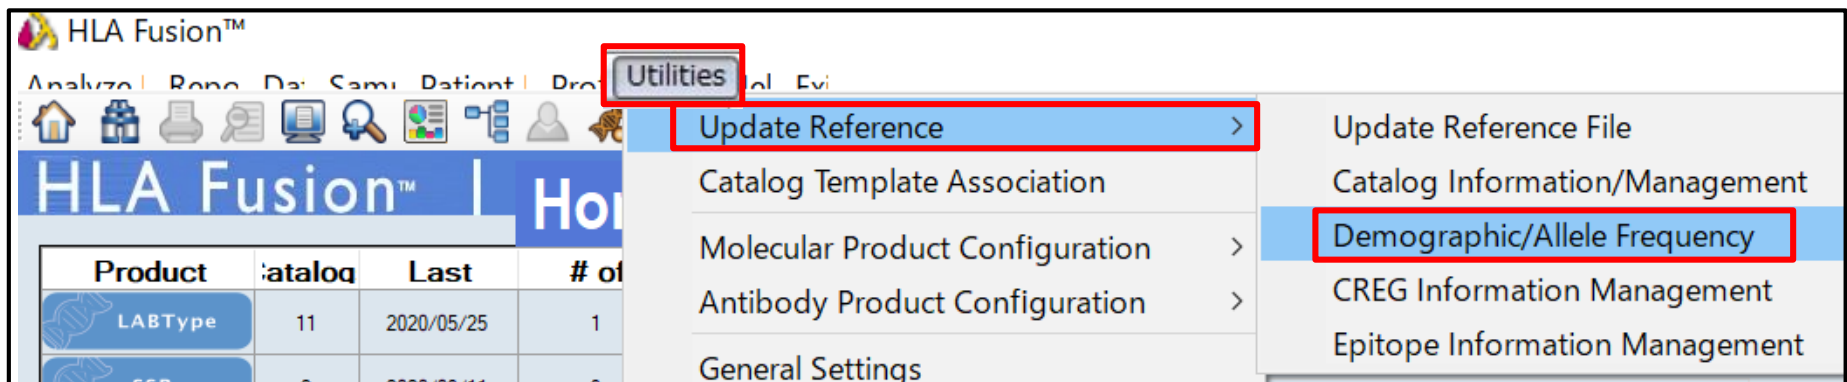 HLA Fusion™
Utilities
Update Reference >
Update Reference File
Catalog Template Association
Catalog Information/Management
HLA Fusion™ |
Demographic/Allele Frequency
Molecular Product Configuration >
Product Last # of
CREG Information Management
Antibody Product Configuration >
LABType 11 2020/05/25 1
Epitope Information Management
General Settings